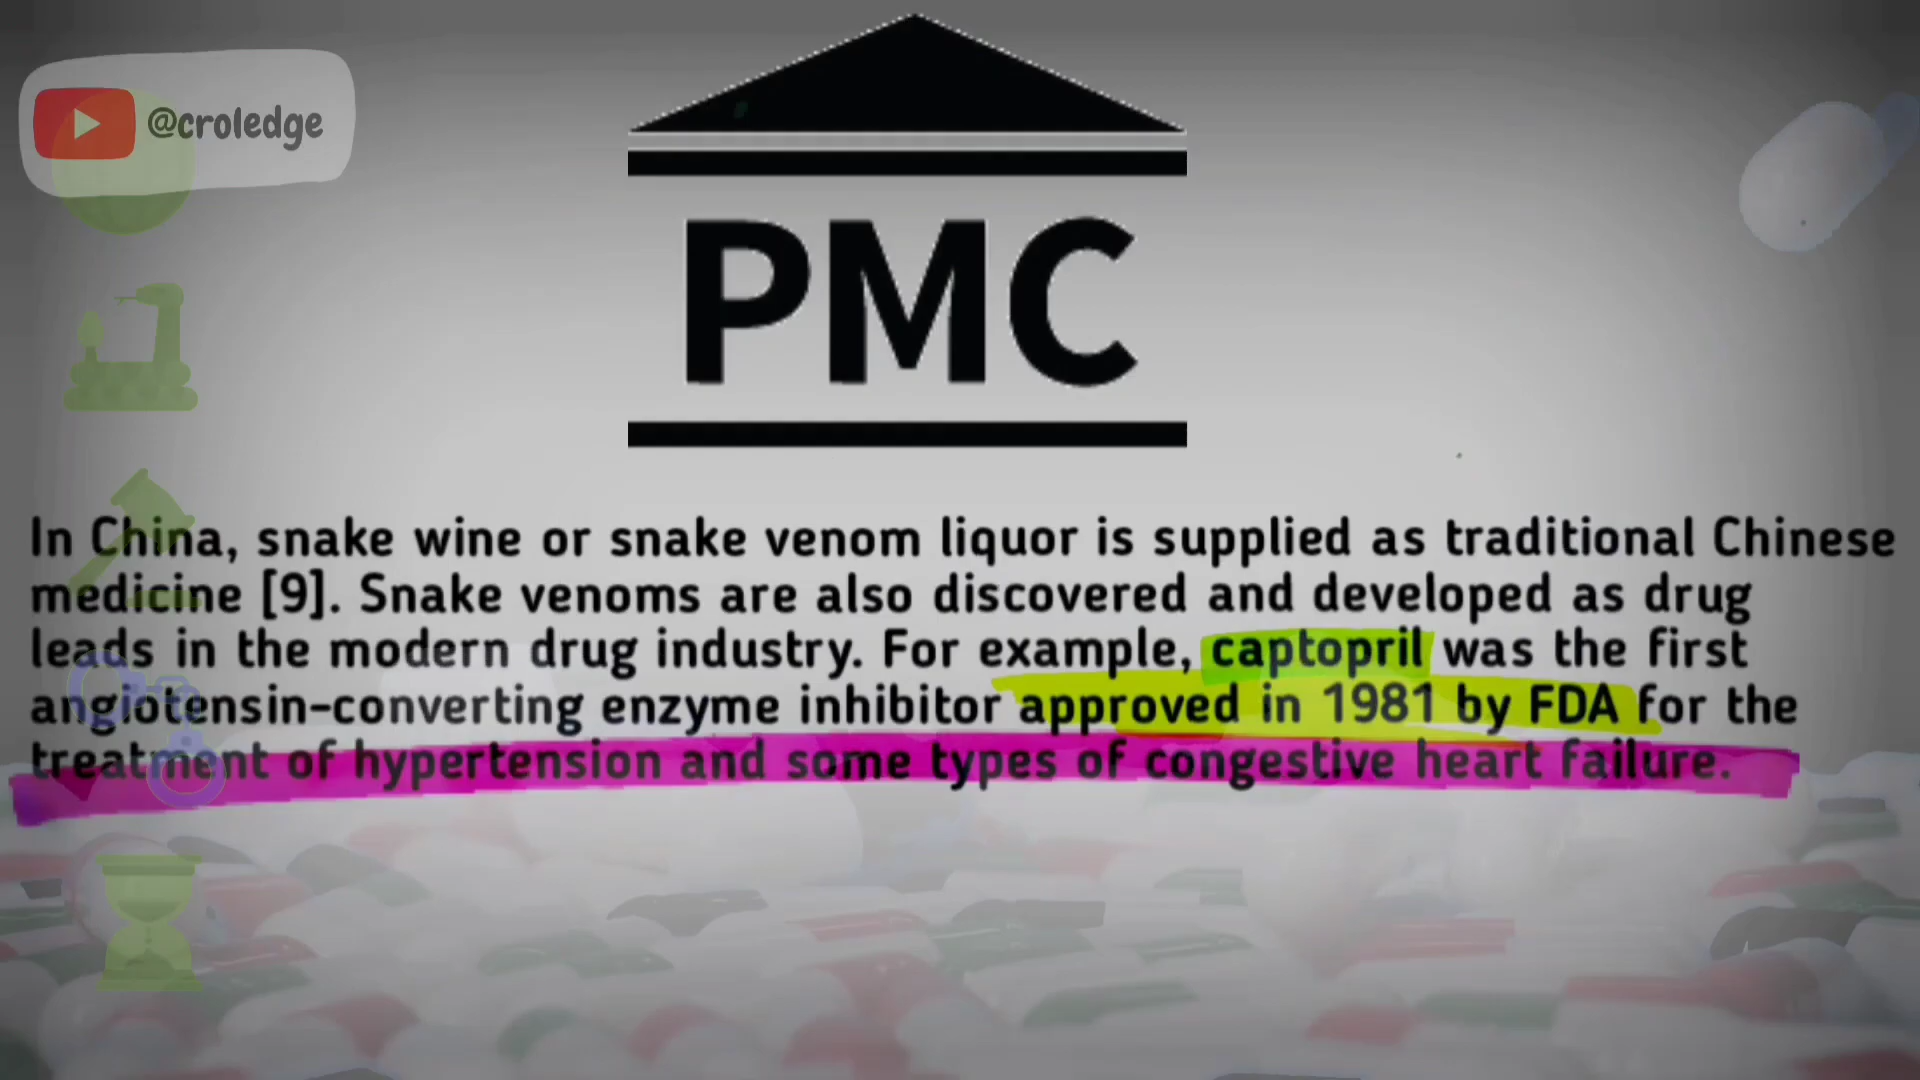 @croledge
PMC
In China, snake wine or snake venom liquor is supplied as traditional Chinese
medicine [9]. Snake venoms are also discovered and developed as drug
leads in the modern drug industry. For example, captopril was the first
angiotensin-converting enzyme inhibitor approved in 1981 by FDA for the
treatment of hypertension and some types of congestive heart failure.